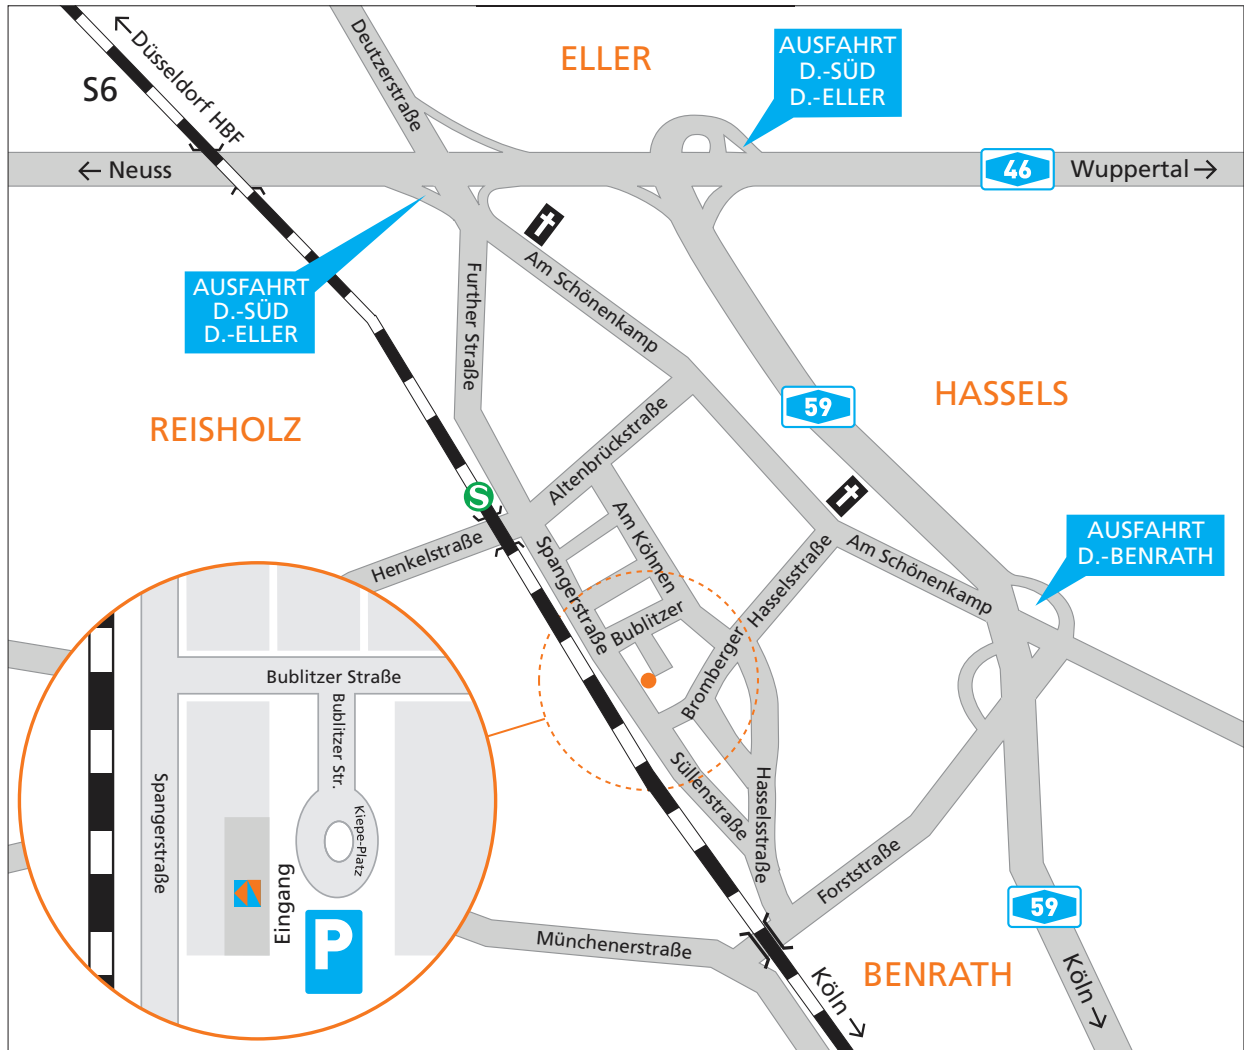 ELLER
AUSFAHRT
D.-SÜD
D.-ELLER
Deutzerstraße
← Düsseldorf HBF
S6
← Neuss
46
Wuppertal →
Am Schönenkamp
Further Straße
AUSFAHRT
D.-SÜD
D.-ELLER
59
HASSELS
REISHOLZ
Altenbrückstraße
S
Am Köhnen
AUSFAHRT
D.-BENRATH
Henkelstraße
Spangerstraße
Hasselsstraße
Am Schönenkamp
Bublitzer
Bromberger
Bublitzer Straße
Bublitzer Str.
Spangerstraße
Kiepe-Platz
Eingang
P
Süllenstraße
Hasselsstraße
Forststraße
59
Münchenerstraße
BENRATH
Köln →
Köln →